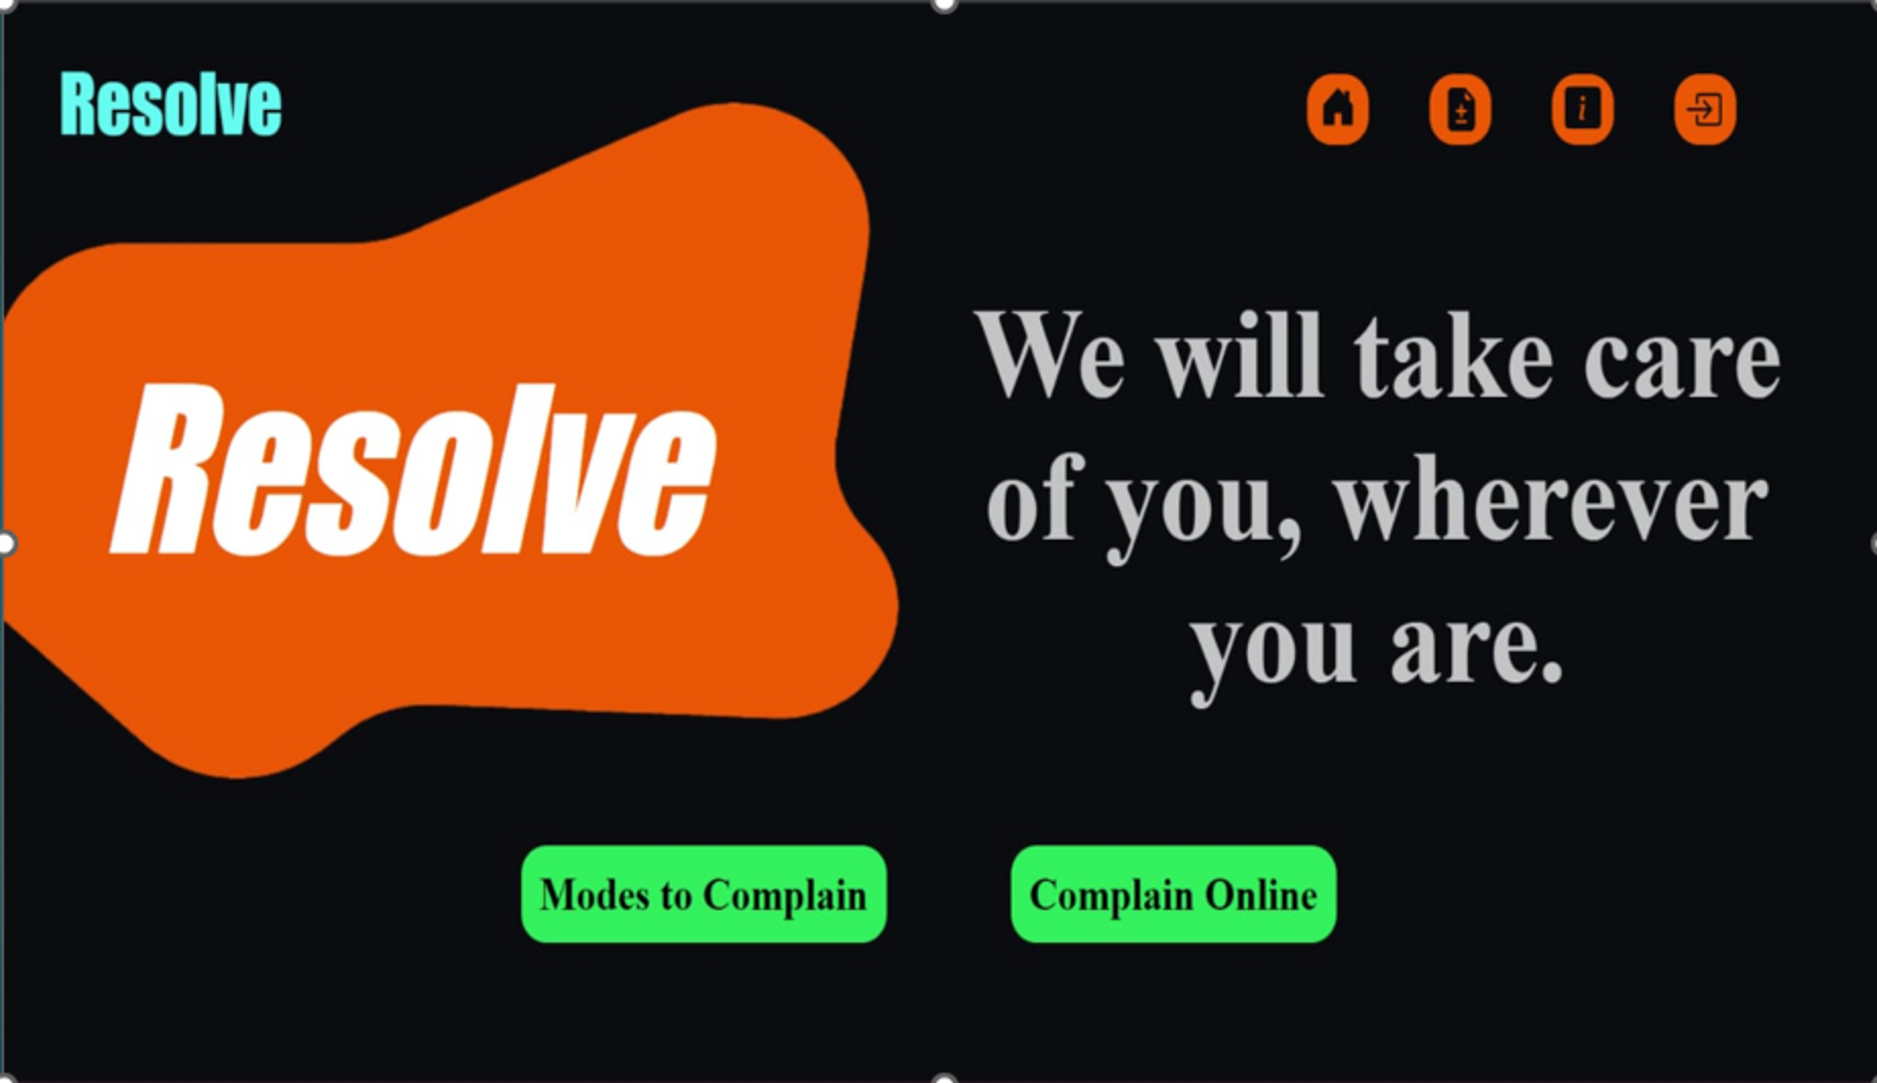 Resolve
Resolve
We will take care
of you, wherever
you are.
Modes to Complain
Complain Online